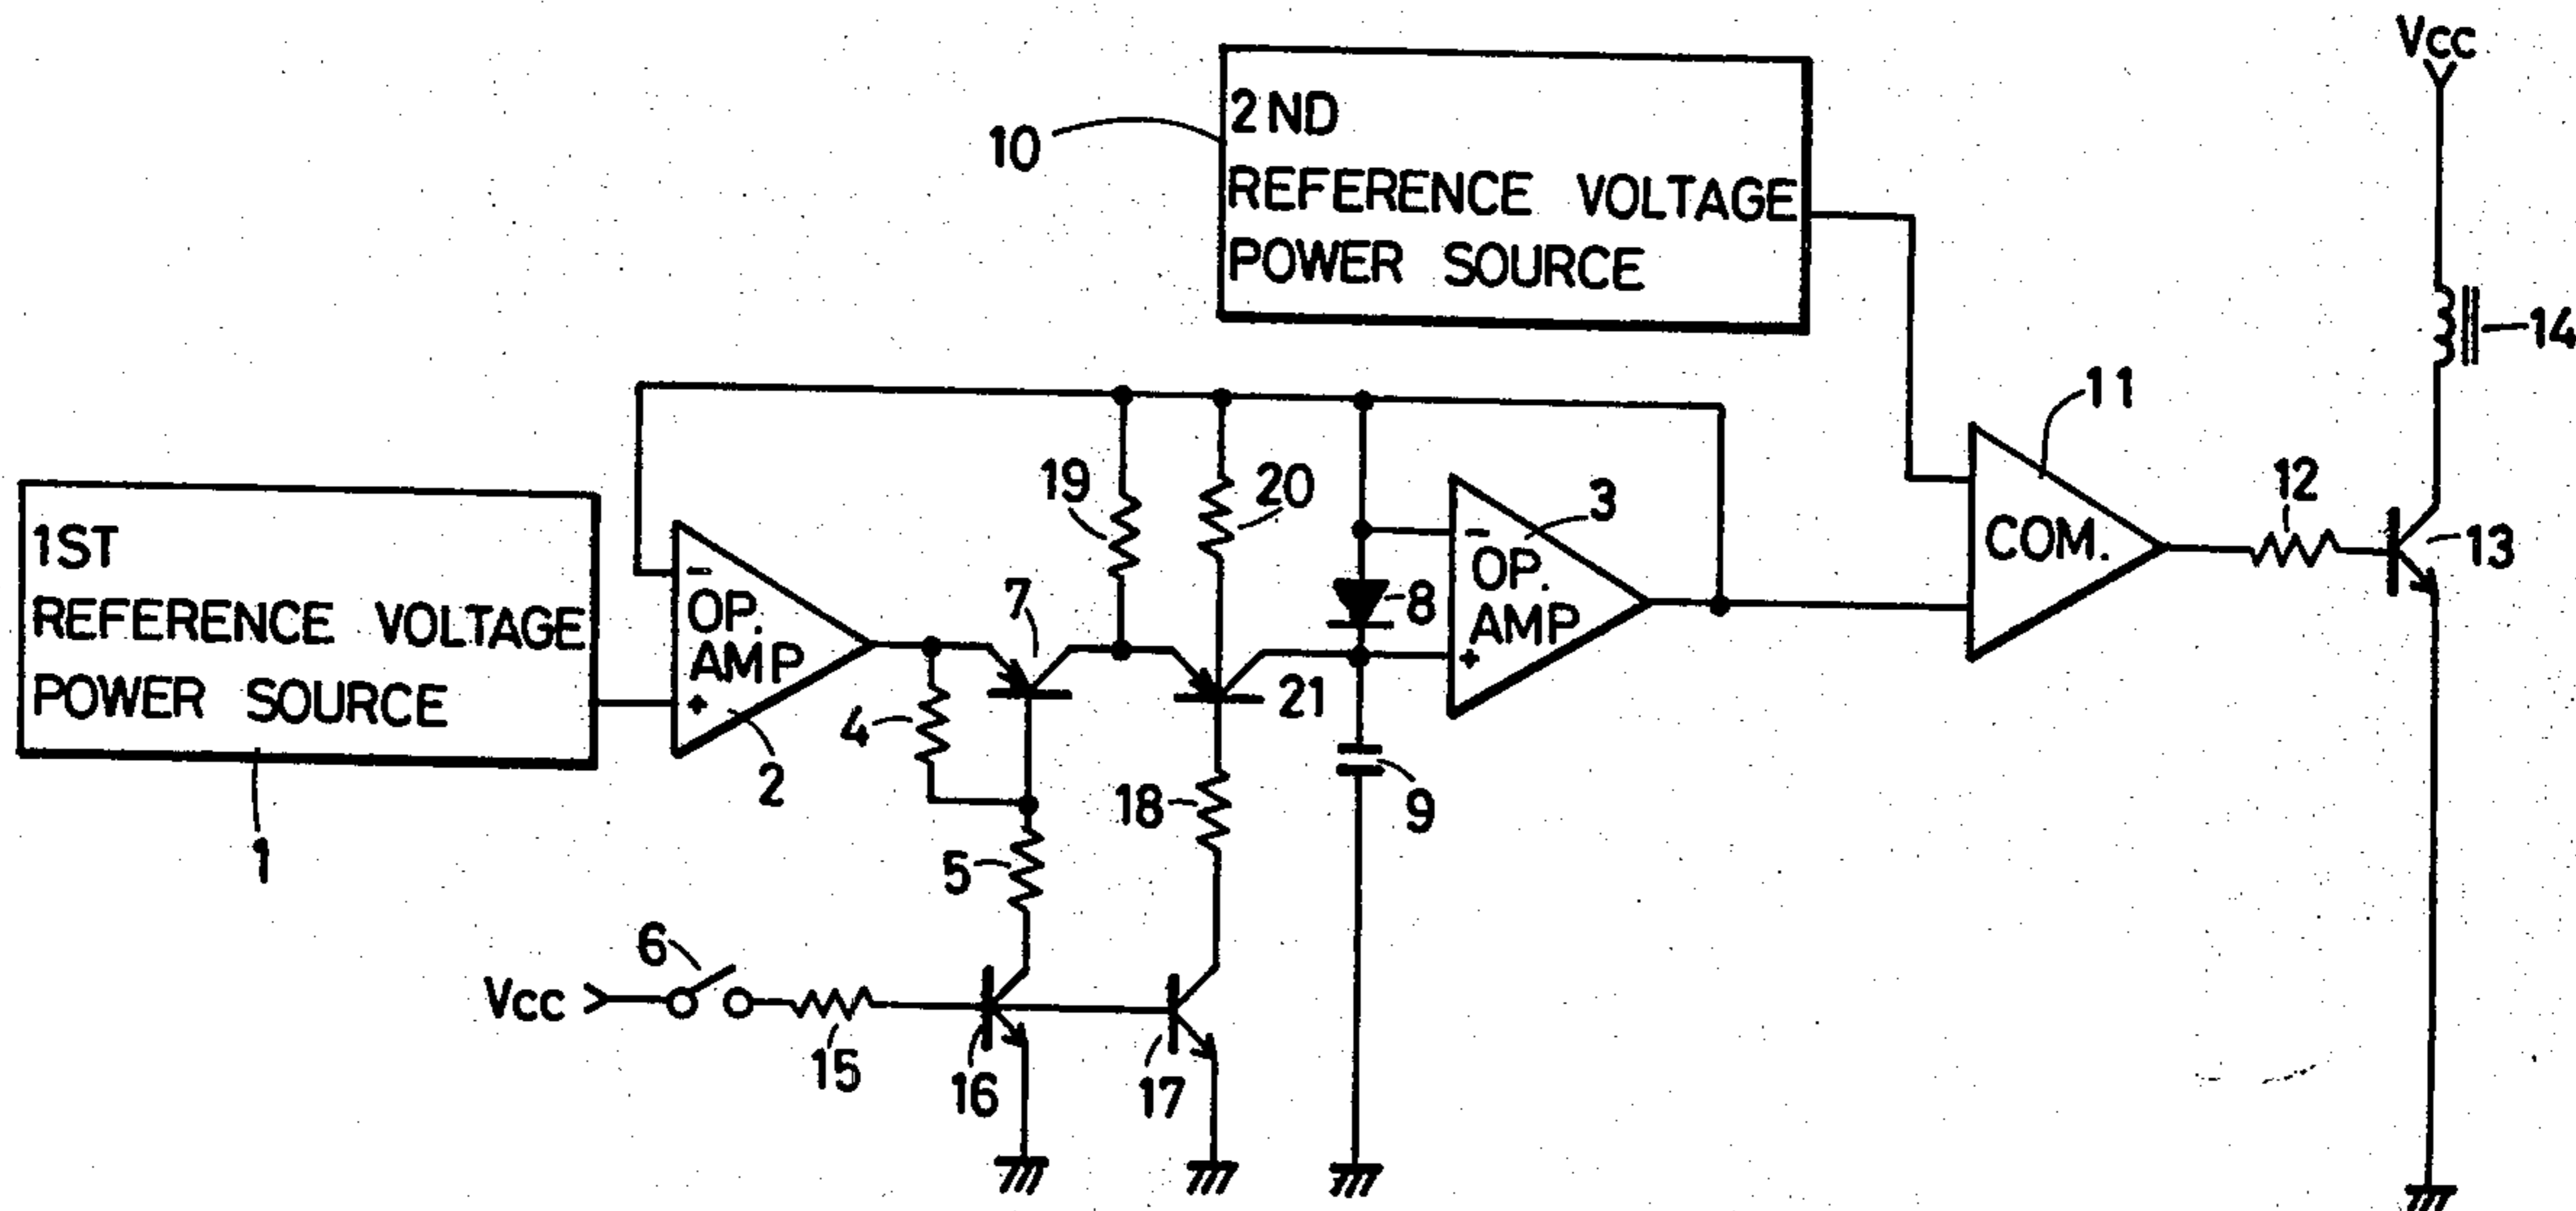 Vcc
2ND
REFERENCE VOLTAGE
POWER SOURCE
10
14
11
COM.
12
13
19
20
3
-
OP.
AMP
+
8
7
21
1ST
REFERENCE VOLTAGE
POWER SOURCE
1
-
OP.
AMP
+
2
4
18
9
5
6
Vcc
15
16
17